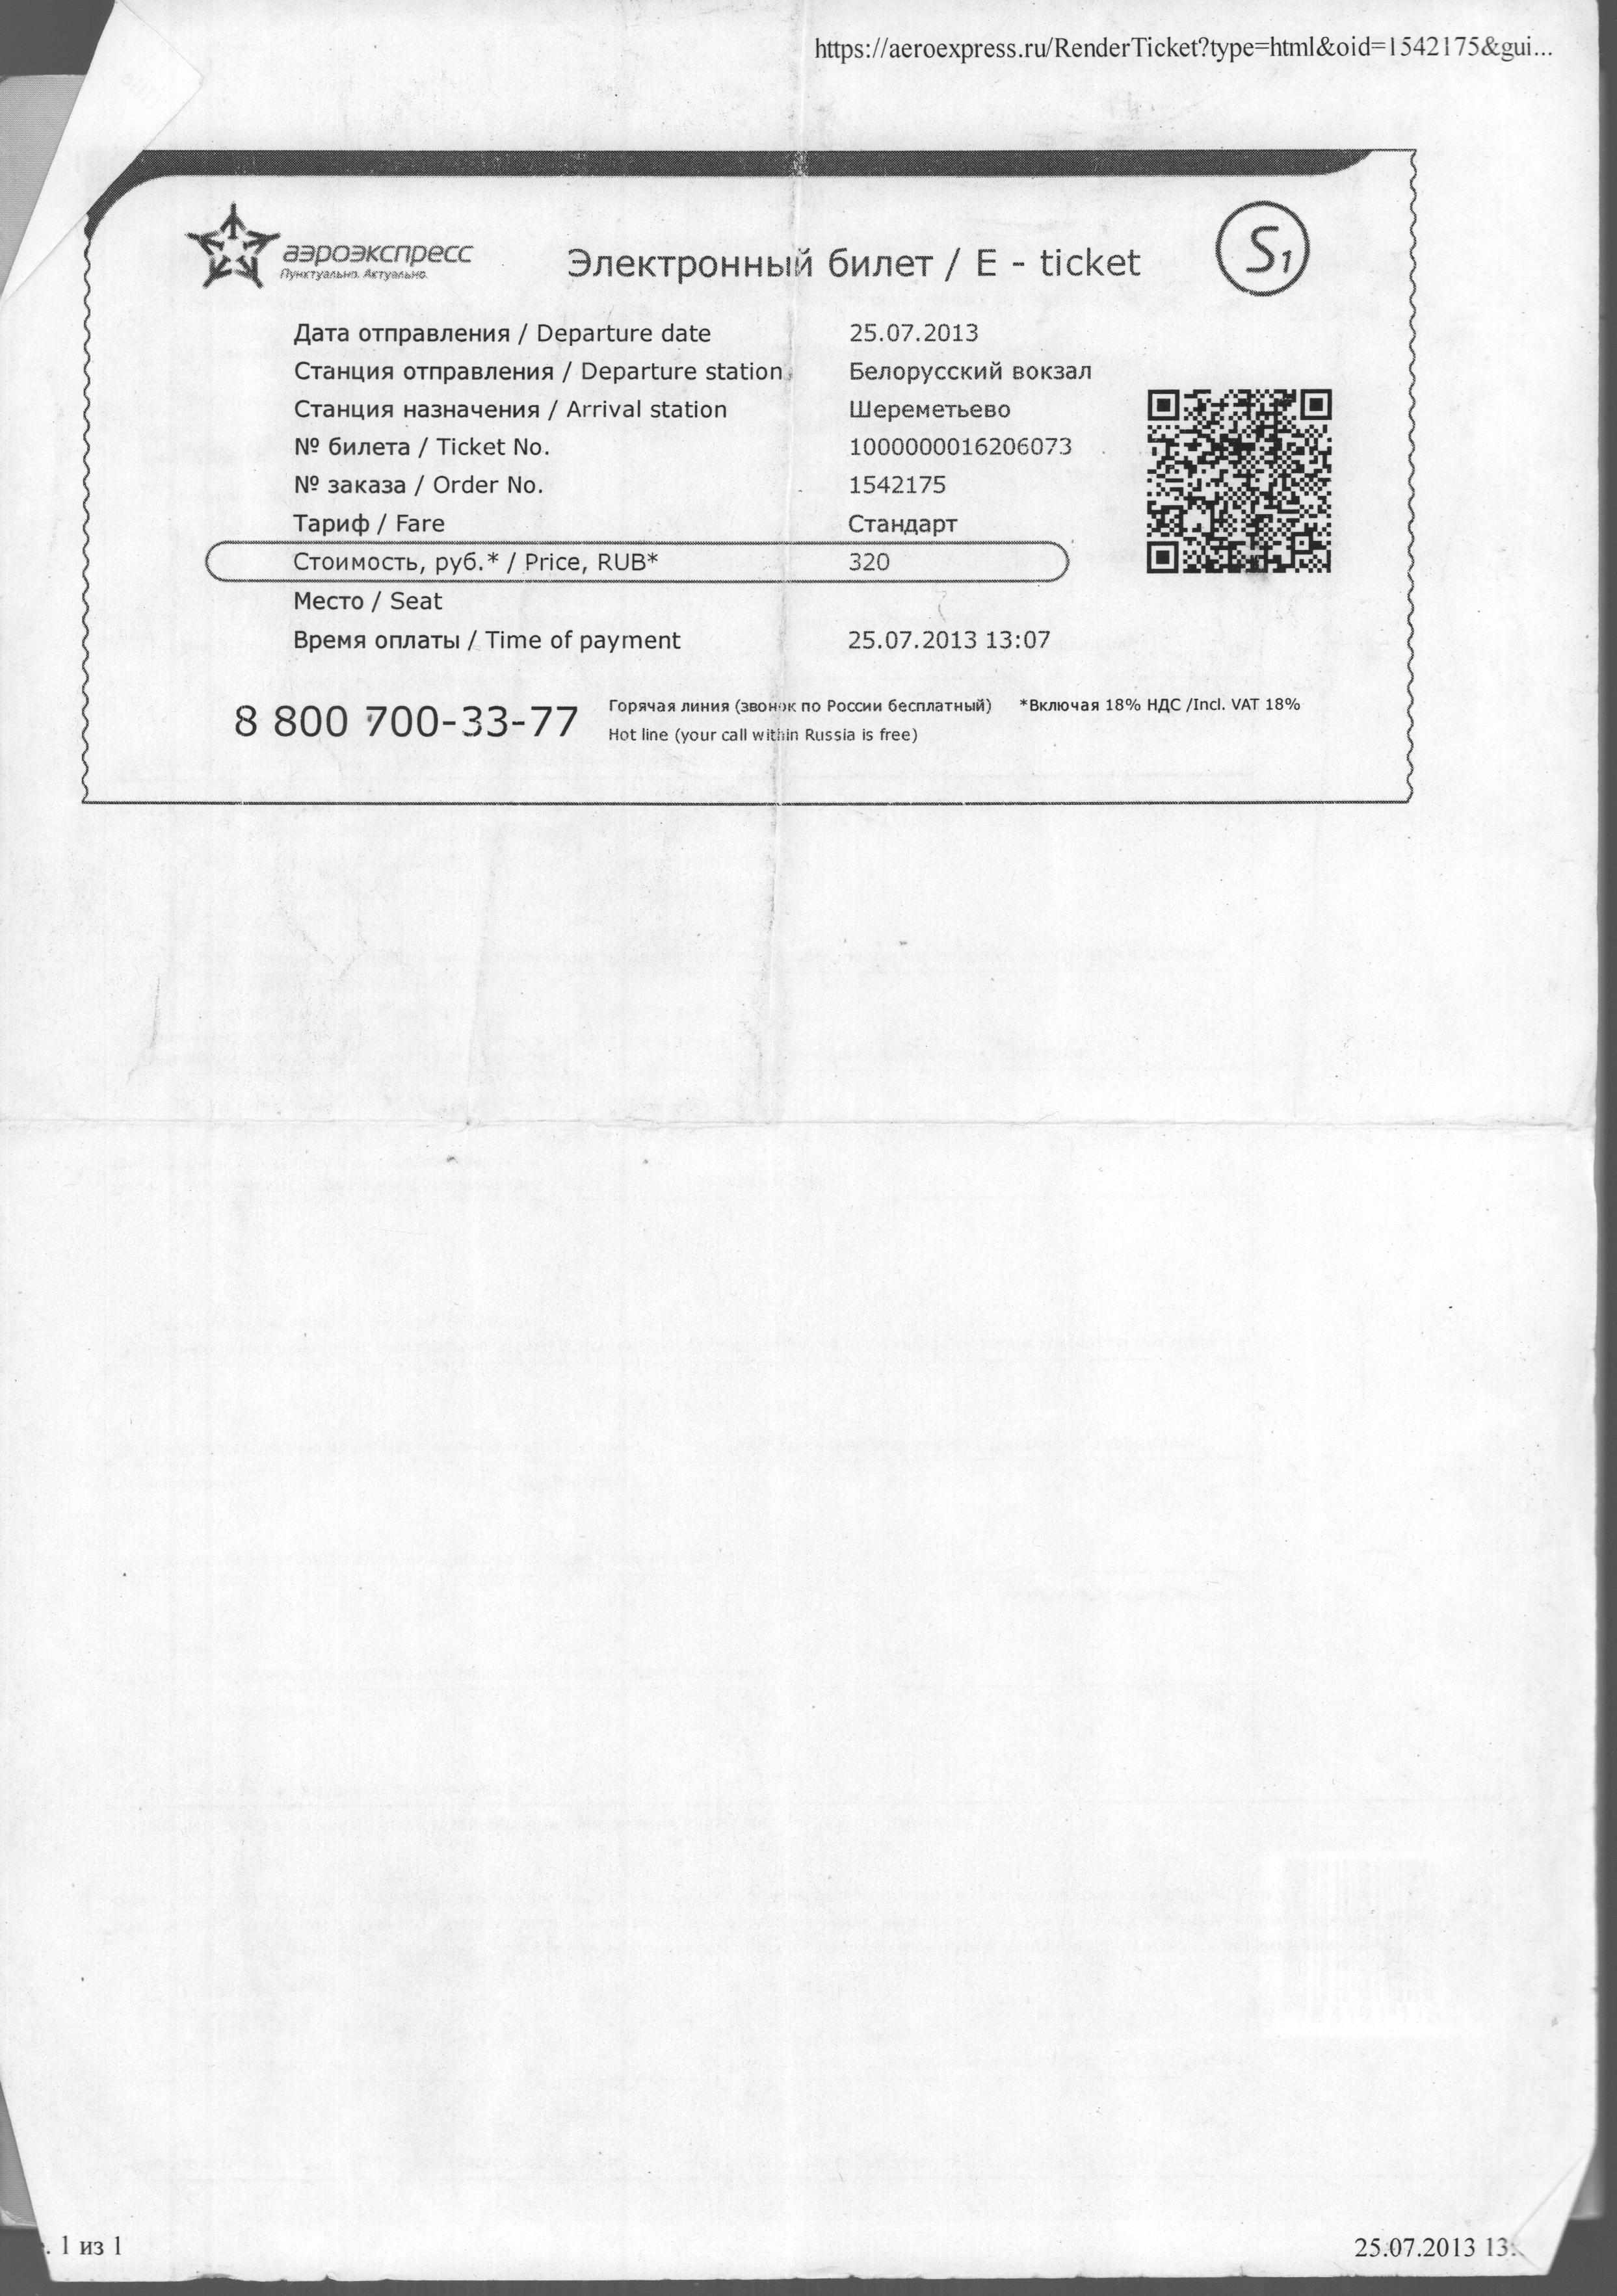 https://aeroexpress.ru/RenderTicket?type=html&oid=1542175&gui...
аэроэкспресс
Пунктуально. Актуально.
Электронный билет / E - ticket
S1
Дата отправления / Departure date 25.07.2013
Станция отправления / Departure station Белорусский вокзал
Станция назначения / Arrival station Шереметьево
№ билета / Ticket No. 1000000016206073
№ заказа / Order No. 1542175
Тариф / Fare Стандарт
Стоимость, руб.* / Price, RUB* 320
Место / Seat
Время оплаты / Time of payment 25.07.2013 13:07
8 800 700-33-77
Горячая линия (звонок по России бесплатный) *Включая 18% НДС /Incl. VAT 18%
Hot line (your call within Russia is free)
. 1 из 1
25.07.2013 13: